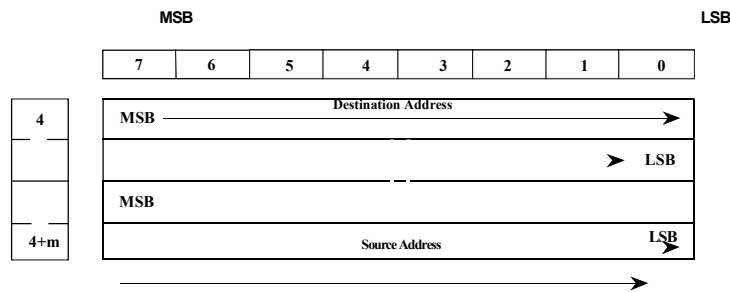 MSB LSB
7 6 5 4 3 2 1 0
Destination Address
4 MSB
LSB
MSB
LSB
4+m Source Address